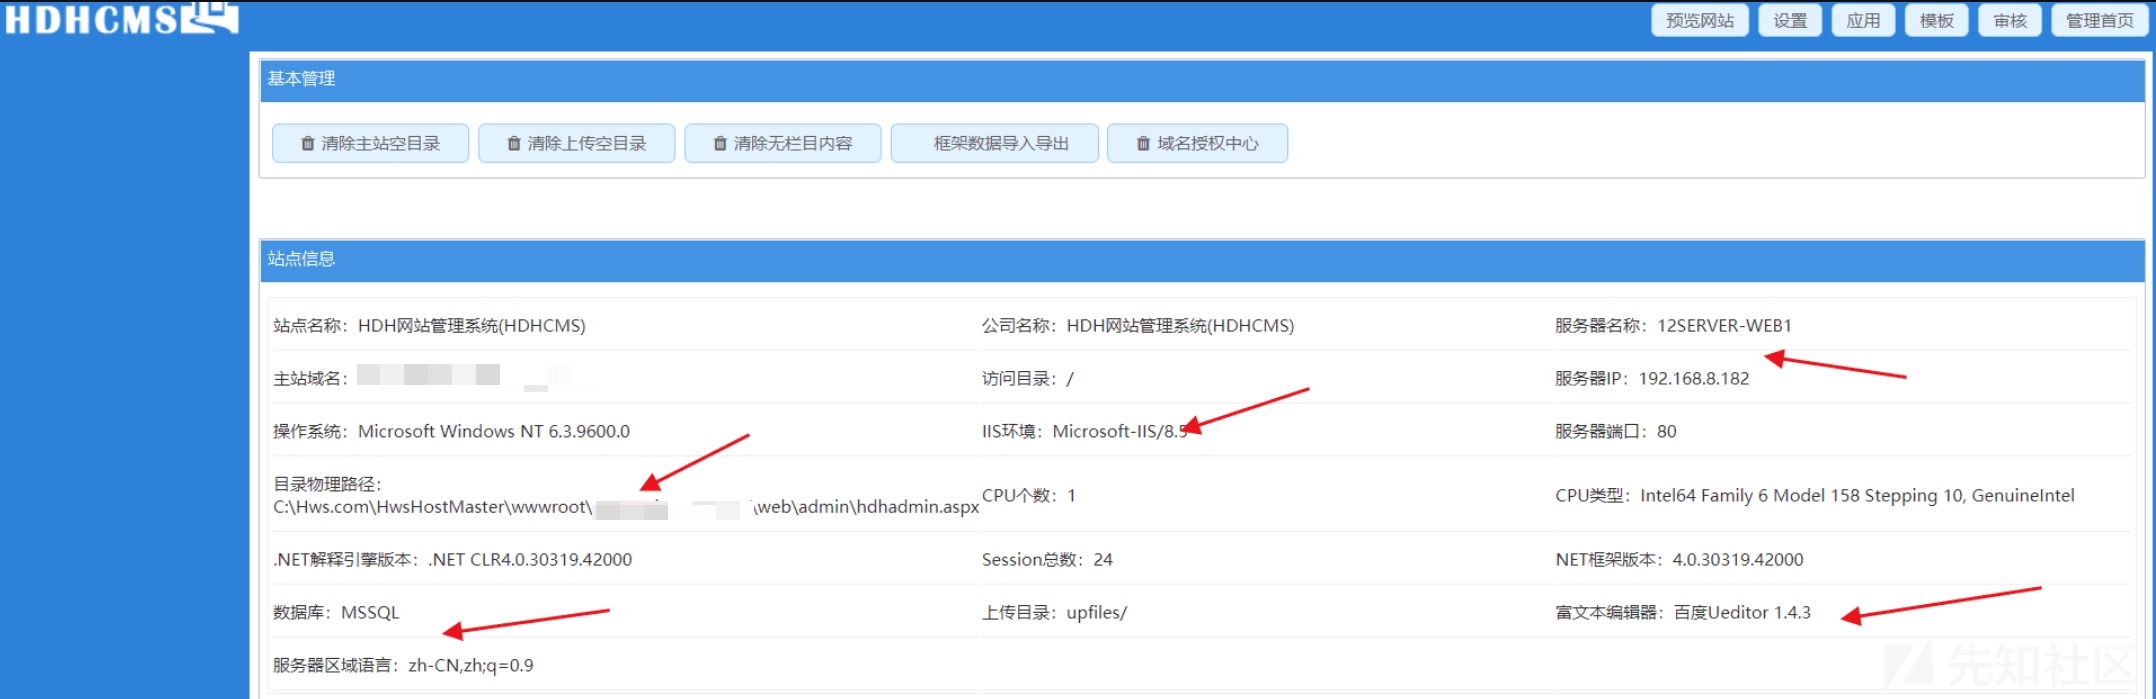 HDHCMS
预览网站 设置 应用 模板 审核 管理首页
基本管理
清除主站空目录 清除上传空目录 清除无栏目内容 框架数据导入导出 域名授权中心
站点信息
站点名称：HDH网站管理系统(HDHCMS) 公司名称：HDH网站管理系统(HDHCMS) 服务器名称：12SERVER-WEB1
主站域名： 访问目录：/ 服务器IP：192.168.8.182
操作系统：Microsoft Windows NT 6.3.9600.0 IIS环境：Microsoft-IIS/8.5 服务器端口：80
目录物理路径：
C:\Hws.com\HwsHostMaster\wwwroot\ \web\admin\hdhadmin.aspx CPU个数：1 CPU类型：Intel64 Family 6 Model 158 Stepping 10, GenuineIntel
.NET解释引擎版本：.NET CLR4.0.30319.42000 Session总数：24 NET框架版本：4.0.30319.42000
数据库：MSSQL 上传目录：upfiles/ 富文本编辑器：百度Ueditor 1.4.3
服务器区域语言：zh-CN,zh;q=0.9
先知社区